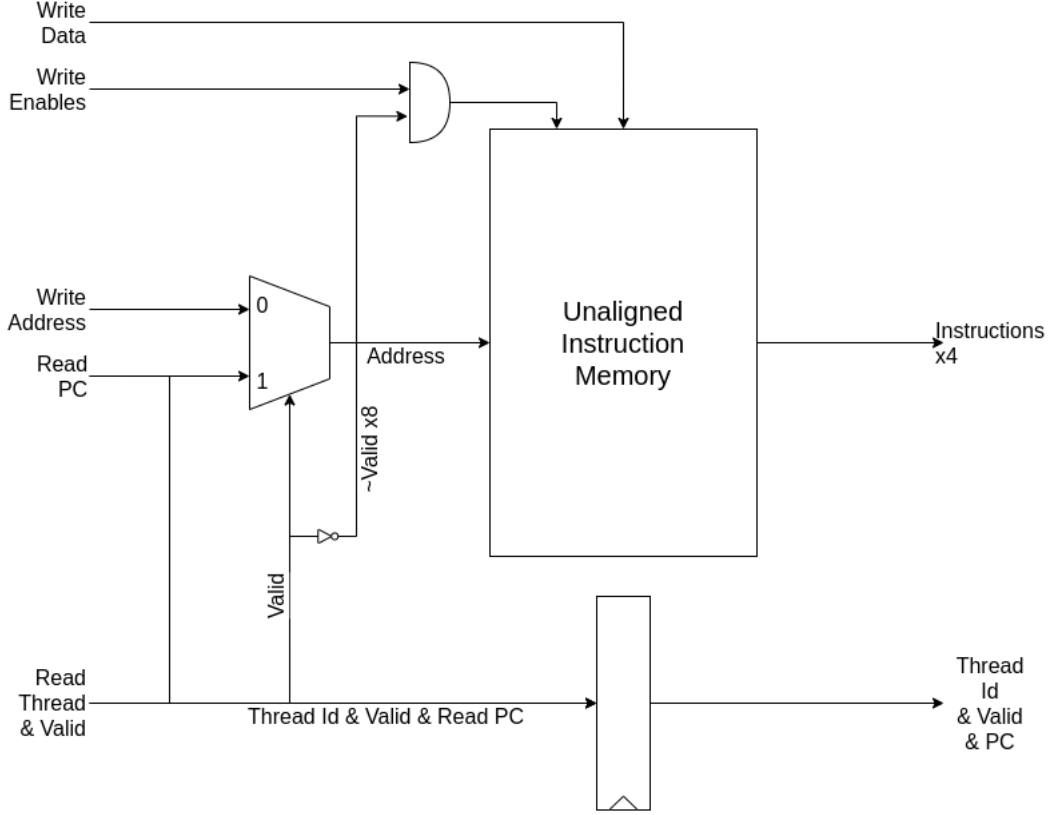 Write
Data
Write
Enables
Write
Address
0
Read
PC
1
Address
Unaligned
Instruction
Memory
Instructions
x4
~Valid x8
Valid
Read
Thread
& Valid
Thread Id & Valid & Read PC
Thread
Id
& Valid
& PC